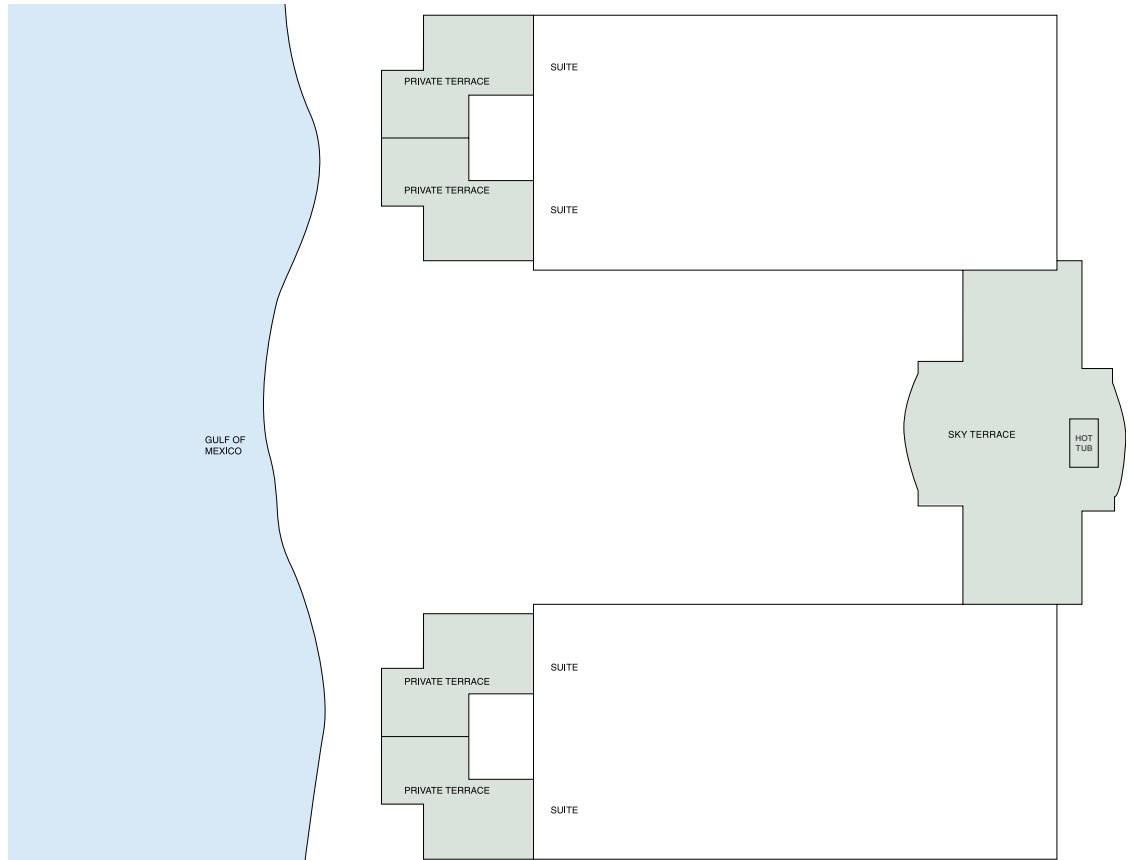 SUITE
PRIVATE TERRACE
PRIVATE TERRACE
SUITE
GULF OF
MEXICO
SKY TERRACE
HOT
TUB
SUITE
PRIVATE TERRACE
PRIVATE TERRACE
SUITE